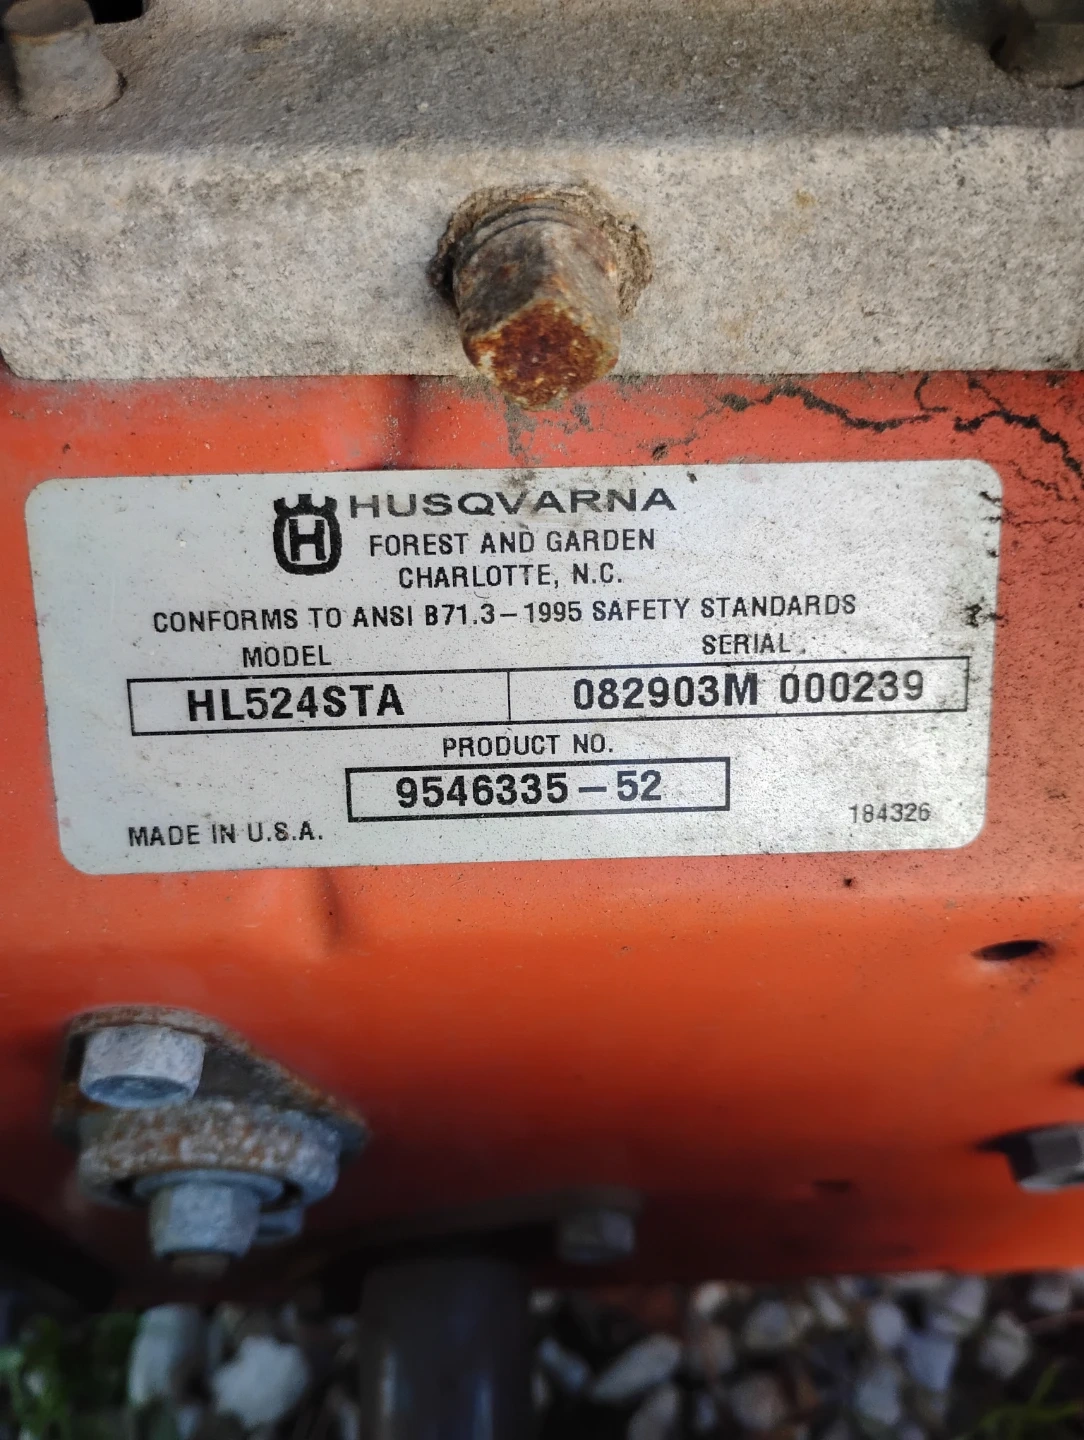 H HUSQVARNA
FOREST AND GARDEN
CHARLOTTE, N.C.
CONFORMS TO ANSI B71.3-1995 SAFETY STANDARDS
MODEL SERIAL
HL524STA 082903M 000239
PRODUCT NO.
9546335-52
MADE IN U.S.A. 184326